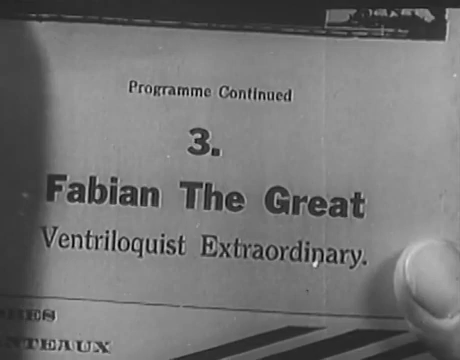 Programme Continued
3.
Fabian The Great
Ventriloquist Extraordinary.